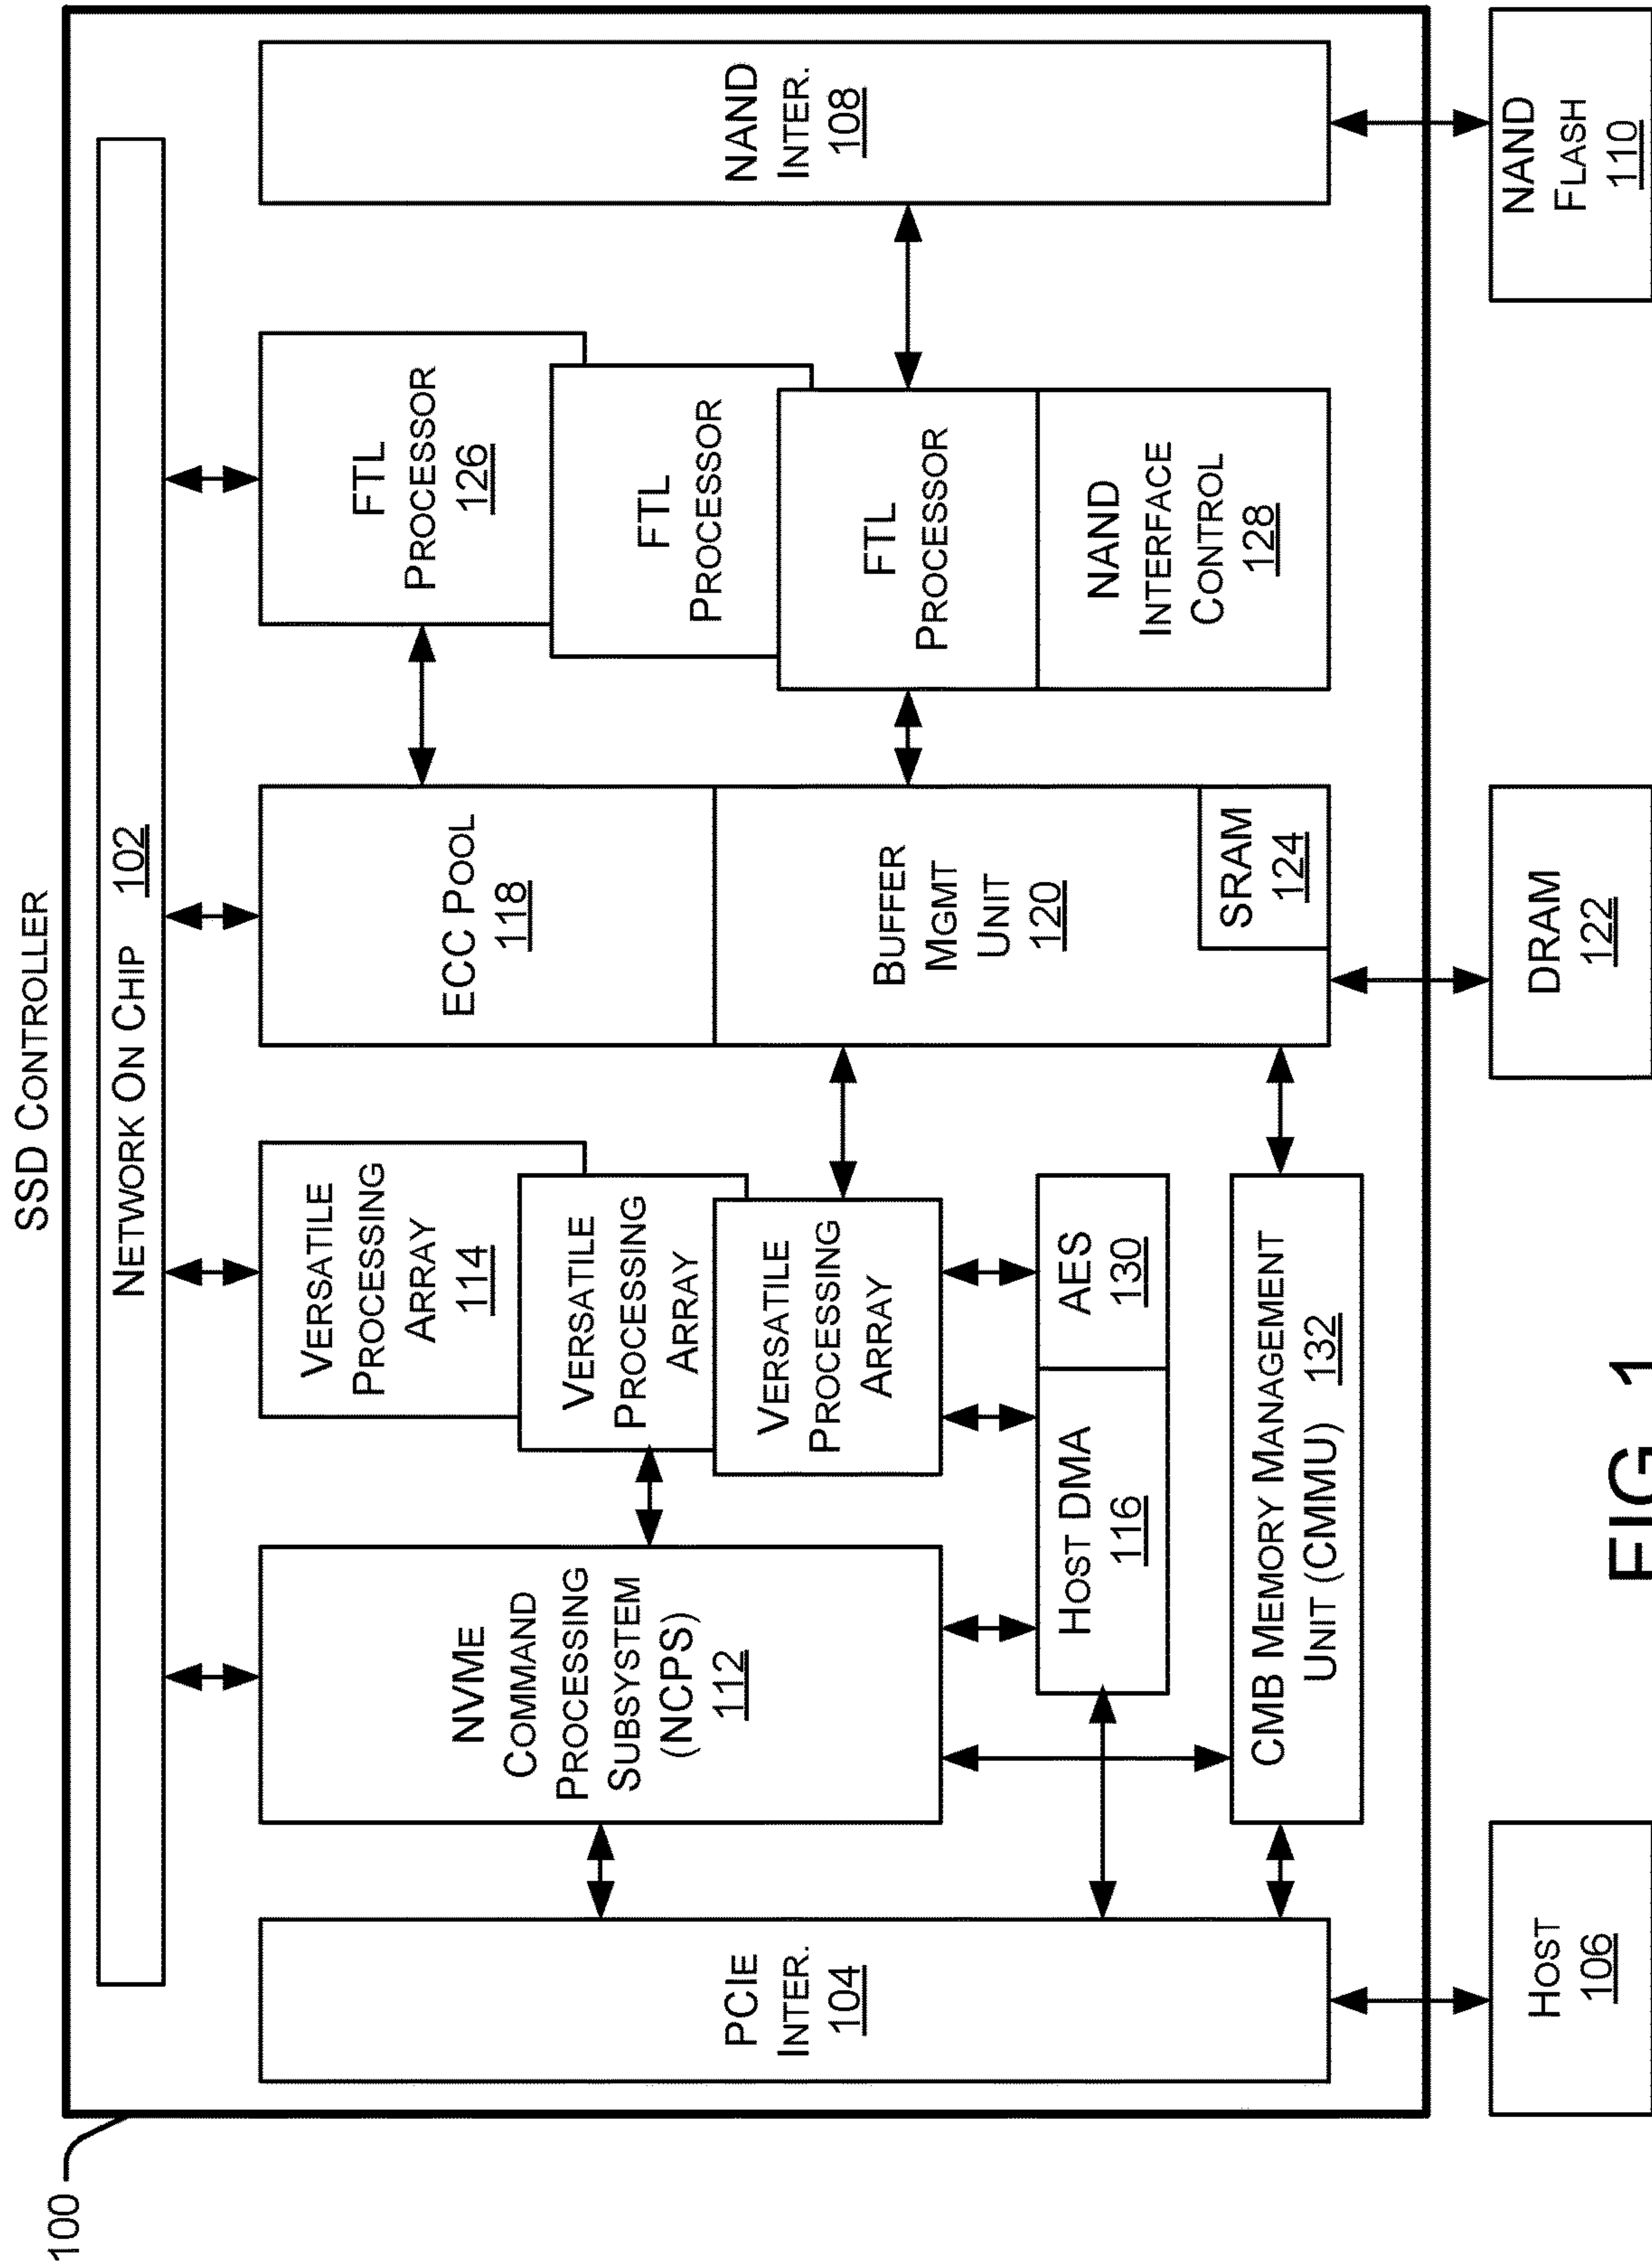 SSD CONTROLLER
100
NETWORK ON CHIP 102
PCIE
INTER.
104
NVME
COMMAND
PROCESSING
SUBSYSTEM
(NCPS)
112
VERSATILE
PROCESSING
ARRAY
114
VERSATILE
PROCESSING
ARRAY
VERSATILE
PROCESSING
ARRAY
HOST DMA
116
AES
130
CMB MEMORY MANAGEMENT
UNIT (CMMU) 132
ECC POOL
118
BUFFER
MGMT
UNIT
120
SRAM
124
FTL
PROCESSOR
126
FTL
PROCESSOR
FTL
PROCESSOR
NAND
INTERFACE
CONTROL
128
NAND
INTER.
108
HOST
106
DRAM
122
NAND
FLASH
110
FIG. 1